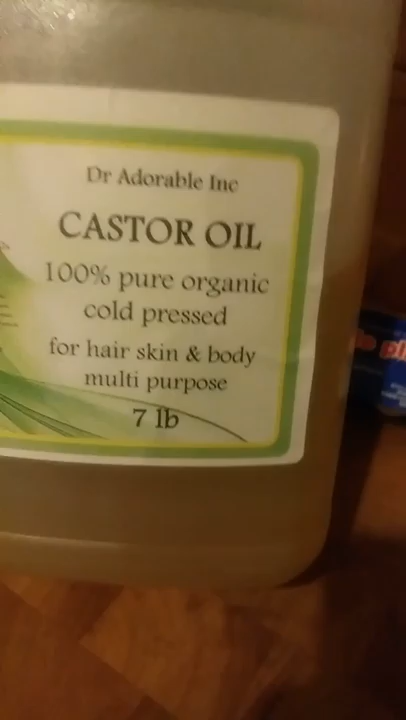 Dr Adorable Inc
CASTOR OIL
100% pure organic
cold pressed
for hair skin & body
multi purpose
7 lb